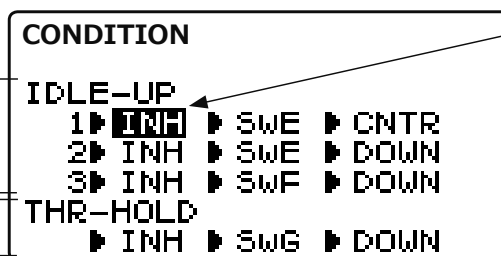 CONDITION
IDLE-UP
1▶ INH ▶ SwE ▶ CNTR
2▶ INH ▶ SwE ▶ DOWN
3▶ INH ▶ SwF ▶ DOWN
THR-HOLD
▶ INH ▶ SwG ▶ DOWN